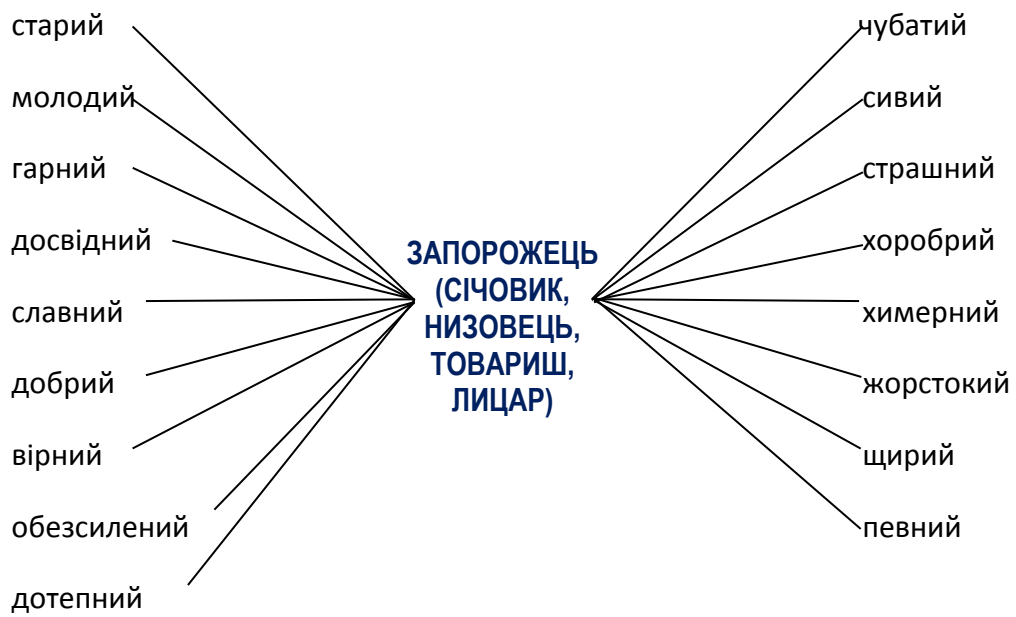 старий
молодий
гарний
досвідний
славний
добрий
вірний
обезсилений
дотепний
ЗАПОРОЖЕЦЬ
(СІЧОВИК,
НИЗОВЕЦЬ,
ТОВАРИШ,
ЛИЦАР)
чубатий
сивий
страшний
хоробрий
химерний
жорстокий
щирий
певний